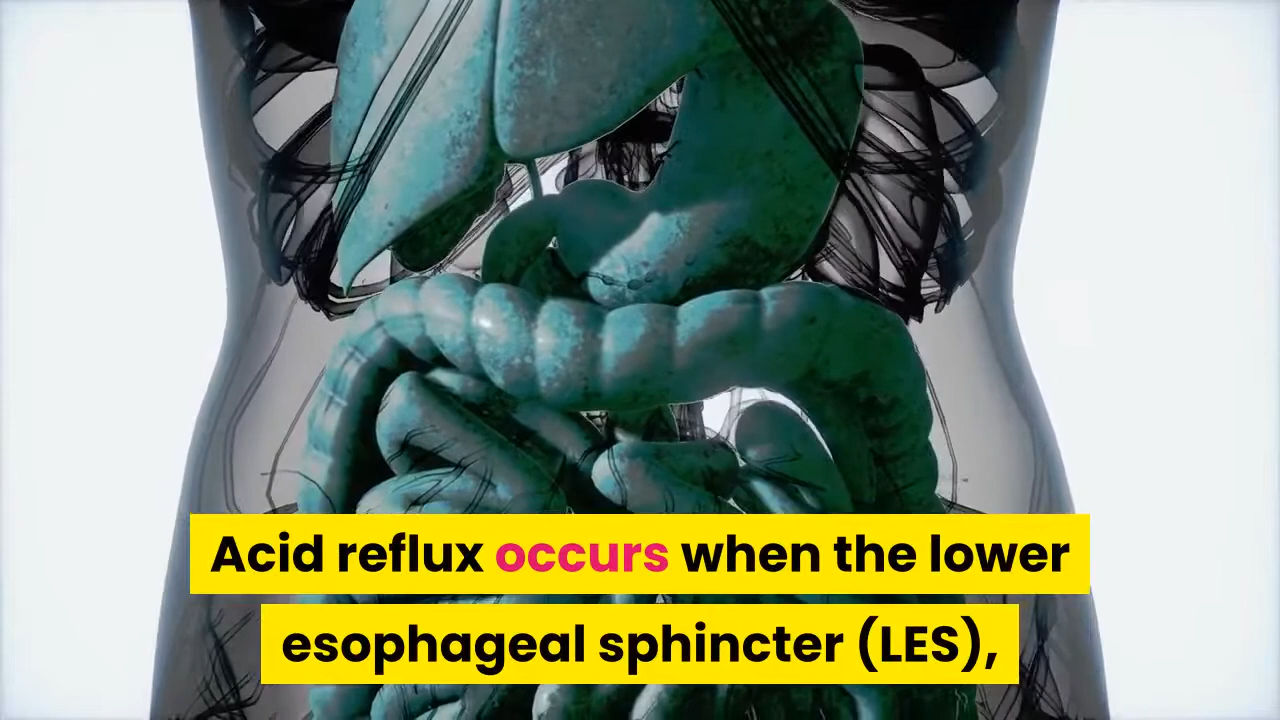 Acid reflux occurs when the lower
esophageal sphincter (LES),